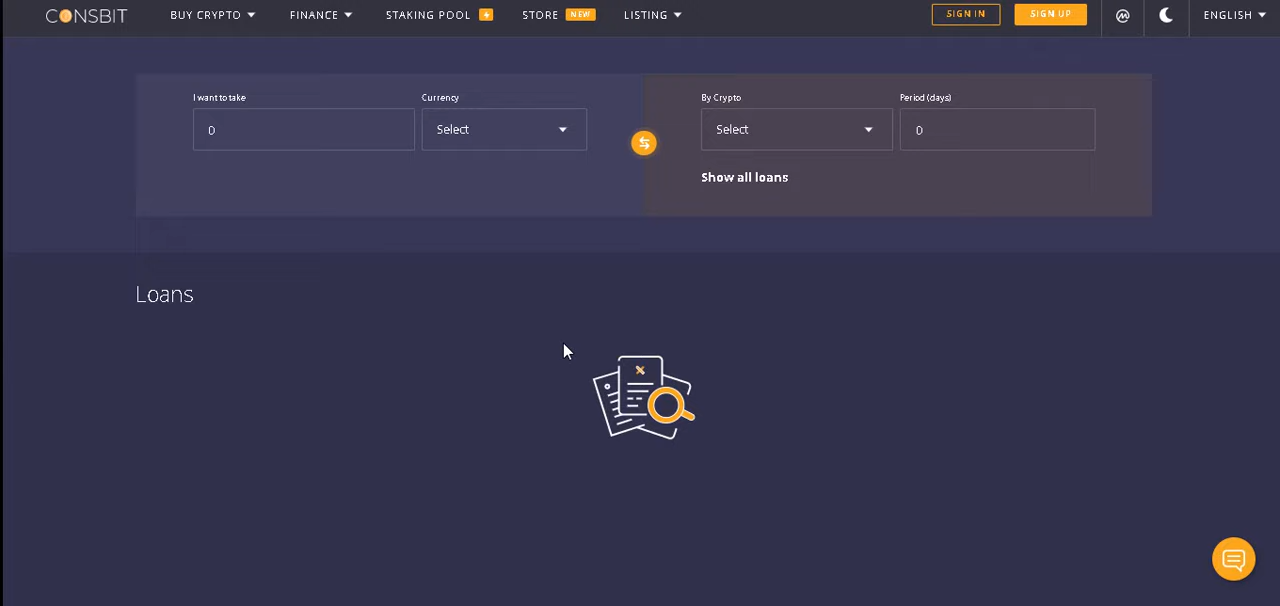 CONSBIT BUY CRYPTO FINANCE STAKING POOL STORE NEW LISTING SIGN IN SIGN UP ENGLISH
I want to take Currency By Crypto Period (days)
0 Select Select 0
Show all loans
Loans